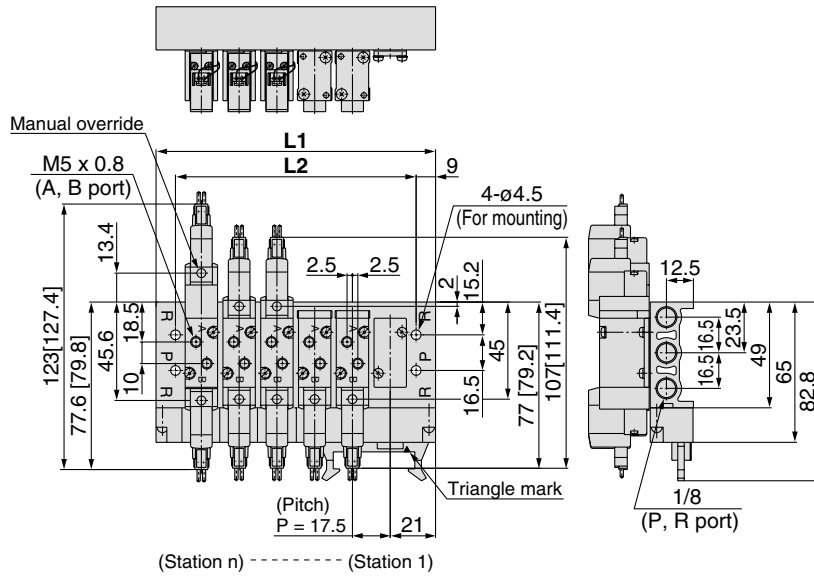 Manual override
L1
M5 x 0.8
(A, B port)
L2
9
4-ø4.5
(For mounting)
13.4
2.5
2.5
2
15.2
12.5
123[127.4]
77.6 [79.8]
45.6
18.5
10
R
P
R
A
A
A
A
A
B
B
B
B
B
R
P
R
16.5
45
77 [79.2]
107[111.4]
16.5
16.5
23.5
49
65
82.8
Triangle mark
(Pitch)
P = 17.5
21
1/8
(P, R port)
(Station n) - - - - - - - - (Station 1)